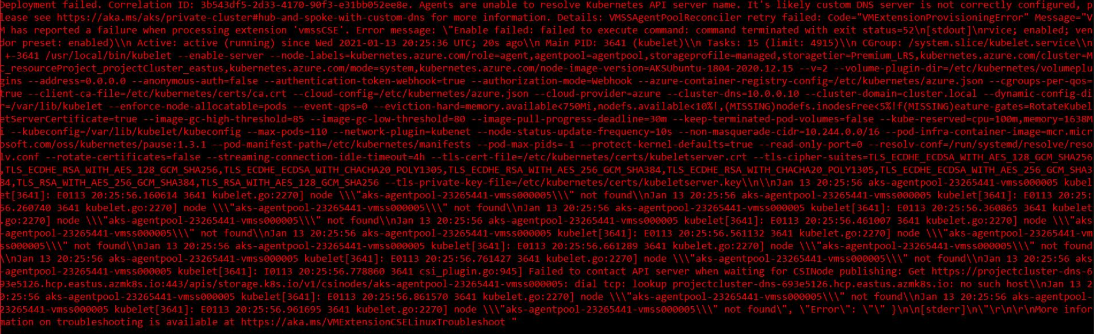 Deployment failed. Correlation ID: 3b543df5-2d33-4170-90f3-e31bb052ee8e. Agents are unable to resolve Kubernetes API server name. It's likely custom DNS server is not correctly configured, p
lease see https://aka.ms/aks/private-cluster#hub-and-spoke-with-custom-dns for more information. Details: VMSSAgentPoolReconciler retry failed: Code="VMExtensionProvisioningError" Message="V
M has reported a failure when processing extension 'vmssCSE'. Error message: \"Enable failed: failed to execute command: command terminated with exit status=52\n[stdout]\nrvice; enabled; ven
dor preset: enabled)\\n Active: active (running) since Wed 2021-01-13 20:25:36 UTC; 20s ago\\n Main PID: 3641 (kubelet)\\n Tasks: 15 (limit: 4915)\\n CGroup: /system.slice/kubelet.service\\n
 +-3641 /usr/local/bin/kubelet --enable-server --node-labels=kubernetes.azure.com/role=agent,agentpool=agentpool,storageprofile=managed,storagetier=Premium_LRS,kubernetes.azure.com/cluster=M
_resourceProject_projectCluster_eastus,kubernetes.azure.com/mode=system,kubernetes.azure.com/node-image-version=AKSUbuntu-1804-2020.12.15 --v=2 --volume-plugin-dir=/etc/kubernetes/volumeplu
gins --address=0.0.0.0 --anonymous-auth=false --authentication-token-webhook=true --authorization-mode=Webhook --azure-container-registry-config=/etc/kubernetes/azure.json --cgroups-per-qos=
true --client-ca-file=/etc/kubernetes/certs/ca.crt --cloud-config=/etc/kubernetes/azure.json --cloud-provider=azure --cluster-dns=10.0.0.10 --cluster-domain=cluster.local --dynamic-config-di
r=/var/lib/kubelet --enforce-node-allocatable=pods --event-qps=0 --eviction-hard=memory.available<750Mi,nodefs.available<10%!,(MISSING)nodefs.inodesFree<5%!f(MISSING)eature-gates=RotateKubel
etServerCertificate=true --image-gc-high-threshold=85 --image-gc-low-threshold=80 --image-pull-progress-deadline=30m --keep-terminated-pod-volumes=false --kube-reserved=cpu=100m,memory=1638M
i --kubeconfig=/var/lib/kubelet/kubeconfig --max-pods=110 --network-plugin=kubenet --node-status-update-frequency=10s --non-masquerade-cidr=10.244.0.0/16 --pod-infra-container-image=mcr.micr
osoft.com/oss/kubernetes/pause:1.3.1 --pod-manifest-path=/etc/kubernetes/manifests --pod-max-pids=-1 --protect-kernel-defaults=true --read-only-port=0 --resolv-conf=/run/systemd/resolve/reso
lv.conf --rotate-certificates=false --streaming-connection-idle-timeout=4h --tls-cert-file=/etc/kubernetes/certs/kubeletserver.crt --tls-cipher-suites=TLS_ECDHE_ECDSA_WITH_AES_128_GCM_SHA256
,TLS_ECDHE_RSA_WITH_AES_128_GCM_SHA256,TLS_ECDHE_ECDSA_WITH_CHACHA20_POLY1305,TLS_ECDHE_RSA_WITH_AES_256_GCM_SHA384,TLS_ECDHE_RSA_WITH_CHACHA20_POLY1305,TLS_ECDHE_ECDSA_WITH_AES_256_GCM_SHA3
84,TLS_RSA_WITH_AES_256_GCM_SHA384,TLS_RSA_WITH_AES_128_GCM_SHA256 --tls-private-key-file=/etc/kubernetes/certs/kubeletserver.key\\n\\nJan 13 20:25:56 aks-agentpool-23265441-vmss000005 kubel
et[3641]: E0113 20:25:56.160614 3641 kubelet.go:2270] node \\\"aks-agentpool-23265441-vmss000005\\\" not found\\nJan 13 20:25:56 aks-agentpool-23265441-vmss000005 kubelet[3641]: E0113 20:25:
56.260740 3641 kubelet.go:2270] node \\\"aks-agentpool-23265441-vmss000005\\\" not found\\nJan 13 20:25:56 aks-agentpool-23265441-vmss000005 kubelet[3641]: E0113 20:25:56.360865 3641 kubelet
.go:2270] node \\\"aks-agentpool-23265441-vmss000005\\\" not found\\nJan 13 20:25:56 aks-agentpool-23265441-vmss000005 kubelet[3641]: E0113 20:25:56.461007 3641 kubelet.go:2270] node \\\"aks
-agentpool-23265441-vmss000005\\\" not found\\nJan 13 20:25:56 aks-agentpool-23265441-vmss000005 kubelet[3641]: E0113 20:25:56.561132 3641 kubelet.go:2270] node \\\"aks-agentpool-23265441-vm
ss000005\\\" not found\\nJan 13 20:25:56 aks-agentpool-23265441-vmss000005 kubelet[3641]: E0113 20:25:56.661289 3641 kubelet.go:2270] node \\\"aks-agentpool-23265441-vmss000005\\\" not found
\\nJan 13 20:25:56 aks-agentpool-23265441-vmss000005 kubelet[3641]: E0113 20:25:56.761427 3641 kubelet.go:2270] node \\\"aks-agentpool-23265441-vmss000005\\\" not found\\nJan 13 20:25:56 aks
-agentpool-23265441-vmss000005 kubelet[3641]: I0113 20:25:56.778860 3641 csi_plugin.go:945] Failed to contact API server when waiting for CSINode publishing: Get https://projectcluster-dns-6
93e5126.hcp.eastus.azmk8s.io:443/apis/storage.k8s.io/v1/csinodes/aks-agentpool-23265441-vmss000005: dial tcp: lookup projectcluster-dns-693e5126.hcp.eastus.azmk8s.io: no such host\\nJan 13 2
0:25:56 aks-agentpool-23265441-vmss000005 kubelet[3641]: E0113 20:25:56.861570 3641 kubelet.go:2270] node \\\"aks-agentpool-23265441-vmss000005\\\" not found\\nJan 13 20:25:56 aks-agentpool-
23265441-vmss000005 kubelet[3641]: E0113 20:25:56.961695 3641 kubelet.go:2270] node \\\"aks-agentpool-23265441-vmss000005\\\" not found\", \"Error\": \"\" }\n\n[stderr]\n\"\r\n\r\nMore infor
mation on troubleshooting is available at https://aka.ms/VMExtensionCSELinuxTroubleshoot "